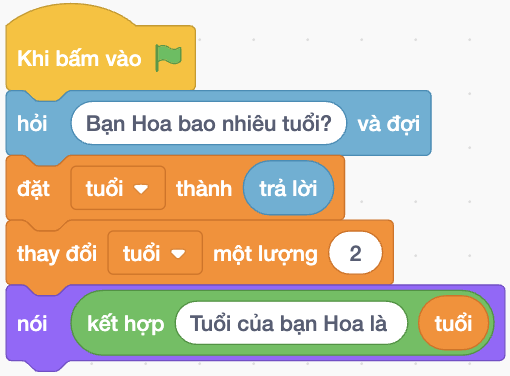 Khi bấm vào
hỏi Bạn Hoa bao nhiêu tuổi? và đợi
đặt tuổi thành trả lời
thay đổi tuổi một lượng 2
nói kết hợp Tuổi của bạn Hoa là tuổi